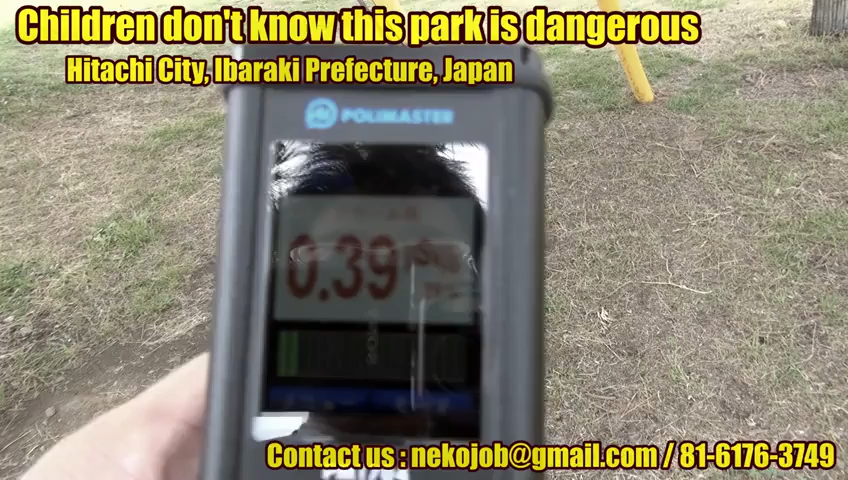 Children don't know this park is dangerous
Hitachi City, Ibaraki Prefecture, Japan
POLIMASTER
0.39
Contact us : nekojob@gmail.com / 81-6176-3749